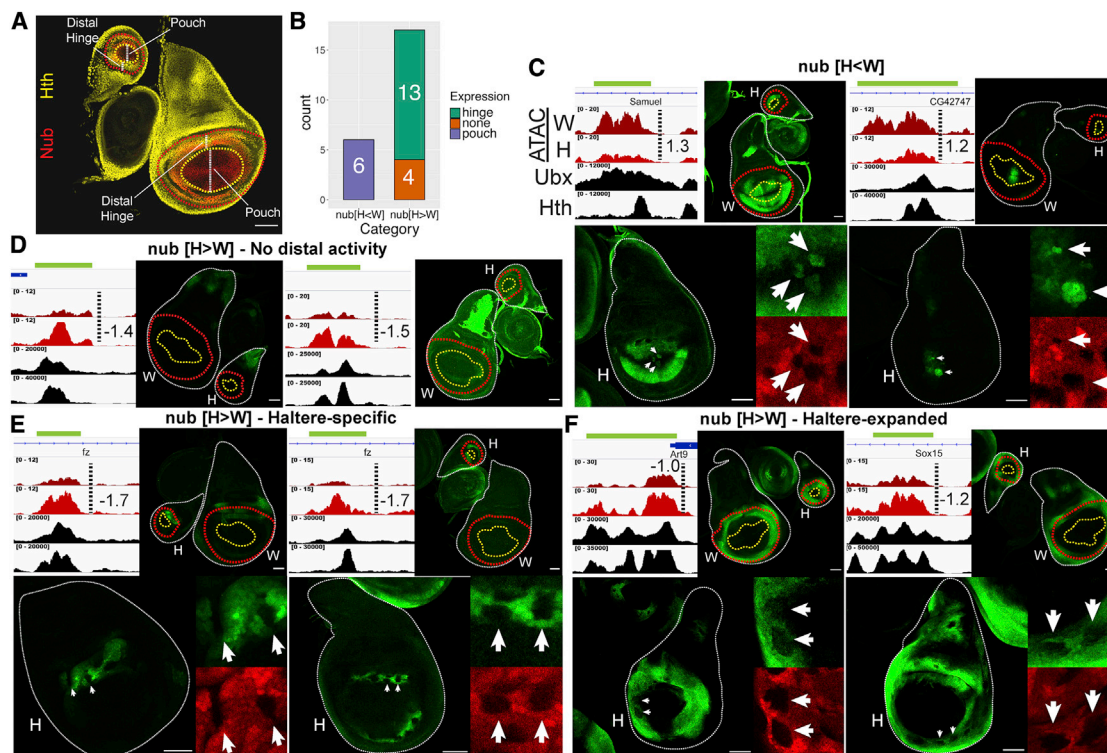 A
Distal
Hinge
Pouch
Hth
Nub
Distal
Hinge
Pouch
B
15
10
5
0
count
13
6
4
nub[H<W]
nub[H>W]
Category
Expression
hinge
none
pouch
C
nub [H<W]
ATAC
W
H
Ubx
Hth
Samuel
[0 - 20]
[0 - 20]
1.3
[0 - 12000]
[0 - 12000]
H
W
CG42747
[0 - 12]
[0 - 12]
1.2
[0 - 30000]
[0 - 40000]
H
W
H
H
D
nub [H>W] - No distal activity
[0 - 12]
[0 - 12]
-1.4
[0 - 20000]
[0 - 40000]
W
H
[0 - 20]
[0 - 20]
-1.5
[0 - 25000]
[0 - 25000]
H
W
E
nub [H>W] - Haltere-specific
fz
[0 - 12]
[0 - 12]
-1.7
[0 - 20000]
[0 - 20000]
H
W
fz
[0 - 15]
[0 - 15]
-1.7
[0 - 30000]
[0 - 30000]
H
W
H
H
F
nub [H>W] - Haltere-expanded
Art9
[0 - 30]
-1.0
[0 - 30]
[0 - 30000]
[0 - 35000]
H
W
Sox15
[0 - 15]
[0 - 15]
-1.2
[0 - 20000]
[0 - 50000]
H
W
H
H